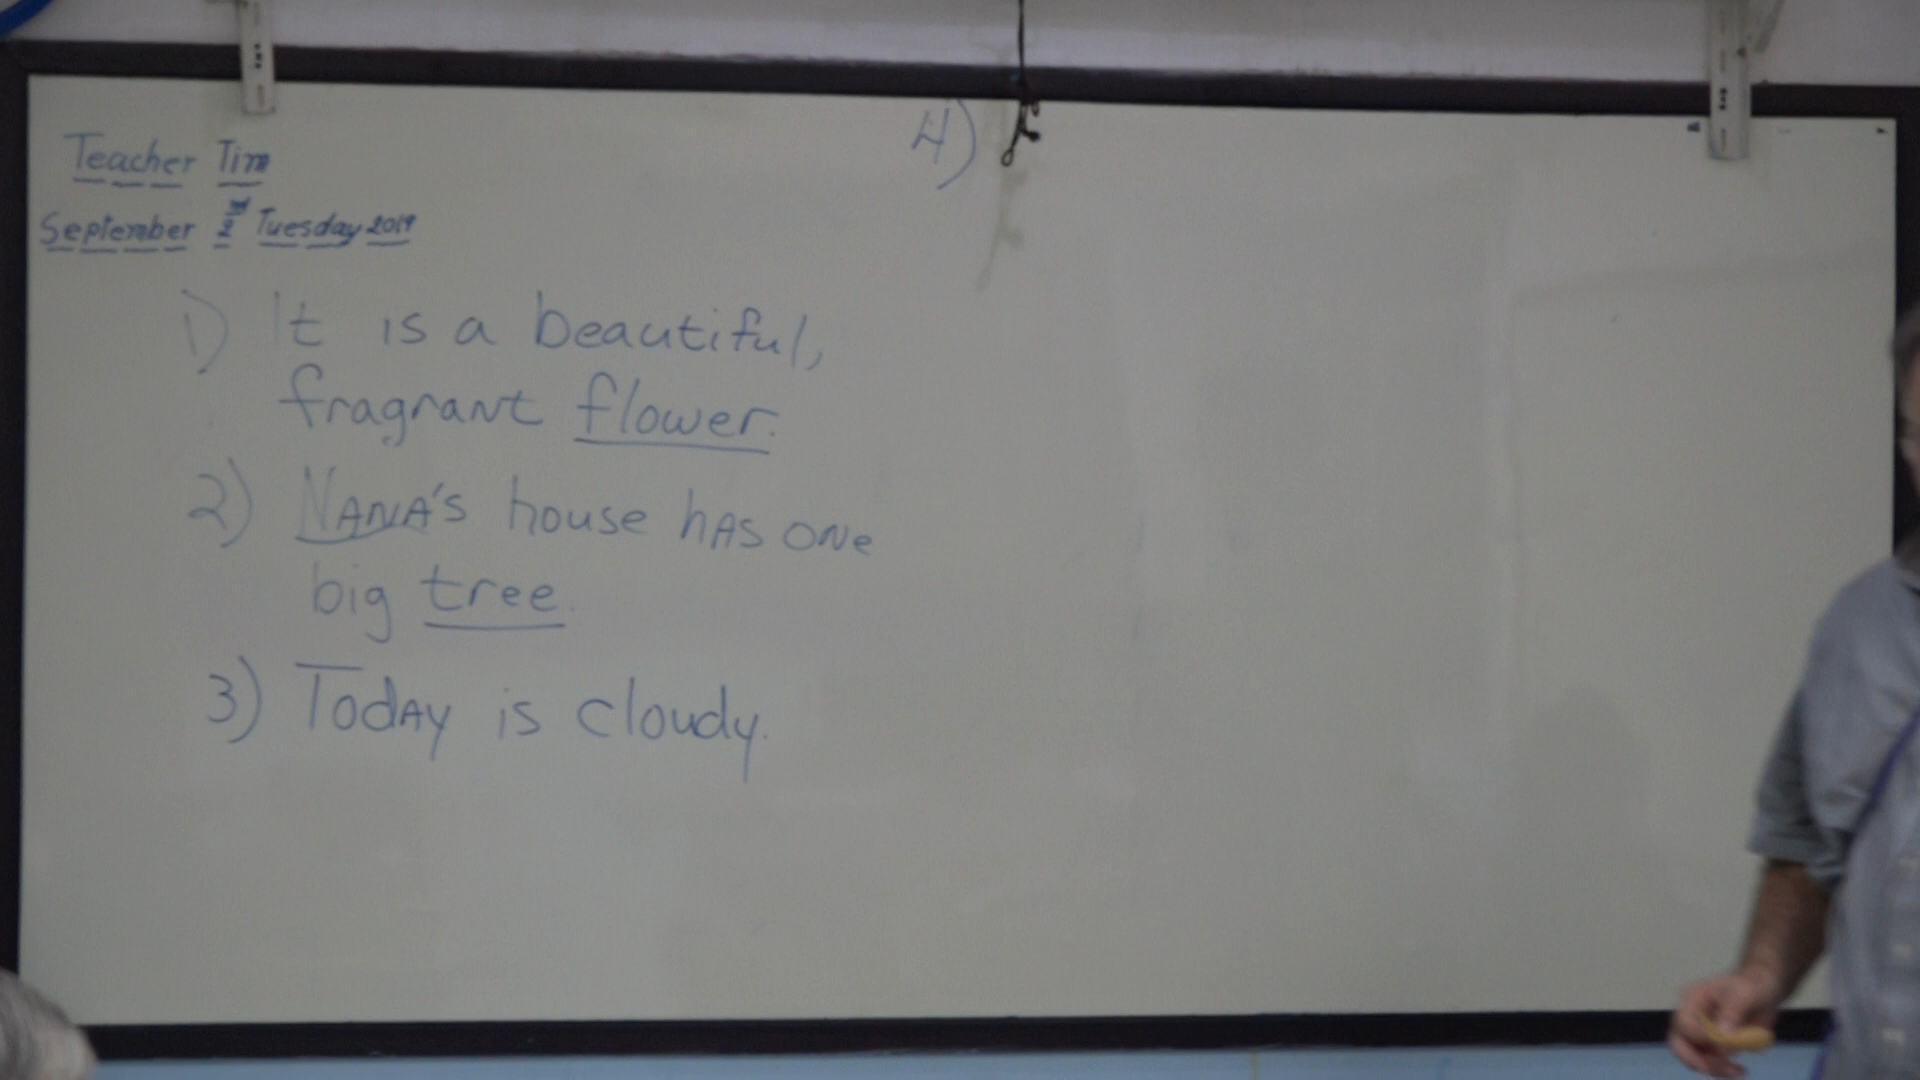 Teacher Tim
September 2nd Tuesday 2019
1) It is a beautiful,
fragrant flower.
2) NANA's house hAs oNe
big tree.
3) TodAy is cloudy.
4)